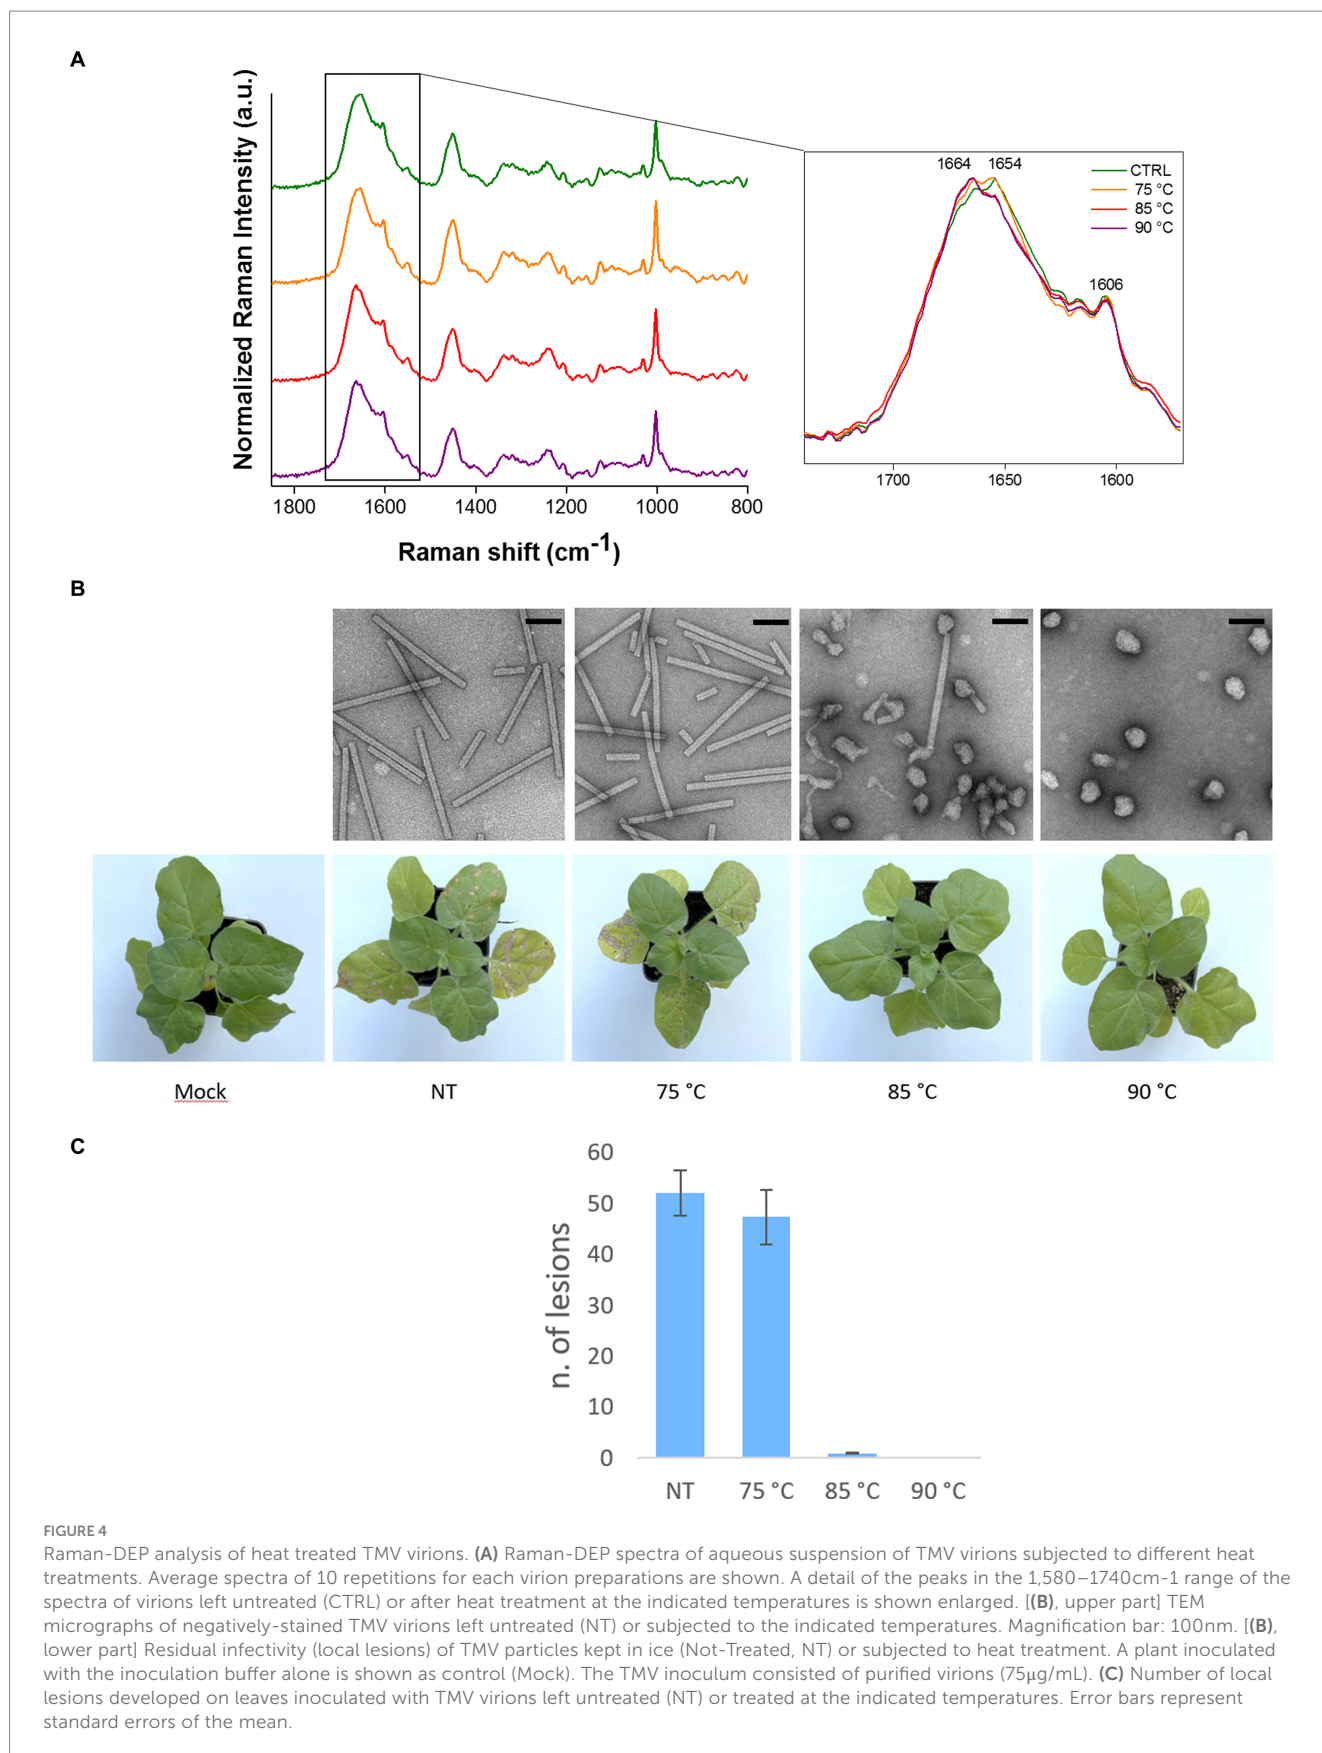 A
Normalized Raman Intensity (a.u.)
1800 1600 1400 1200 1000 800
Raman shift (cm-1)
1664 1654
1606
CTRL
75 °C
85 °C
90 °C
1700 1650 1600
B
Mock NT 75 °C 85 °C 90 °C
C
n. of lesions
60
50
40
30
20
10
0
NT 75 °C 85 °C 90 °C
FIGURE 4
Raman-DEP analysis of heat treated TMV virions. (A) Raman-DEP spectra of aqueous suspension of TMV virions subjected to different heat
treatments. Average spectra of 10 repetitions for each virion preparations are shown. A detail of the peaks in the 1,580–1740cm-1 range of the
spectra of virions left untreated (CTRL) or after heat treatment at the indicated temperatures is shown enlarged. [(B), upper part] TEM
micrographs of negatively-stained TMV virions left untreated (NT) or subjected to the indicated temperatures. Magnification bar: 100nm. [(B),
lower part] Residual infectivity (local lesions) of TMV particles kept in ice (Not-Treated, NT) or subjected to heat treatment. A plant inoculated
with the inoculation buffer alone is shown as control (Mock). The TMV inoculum consisted of purified virions (75μg/mL). (C) Number of local
lesions developed on leaves inoculated with TMV virions left untreated (NT) or treated at the indicated temperatures. Error bars represent
standard errors of the mean.